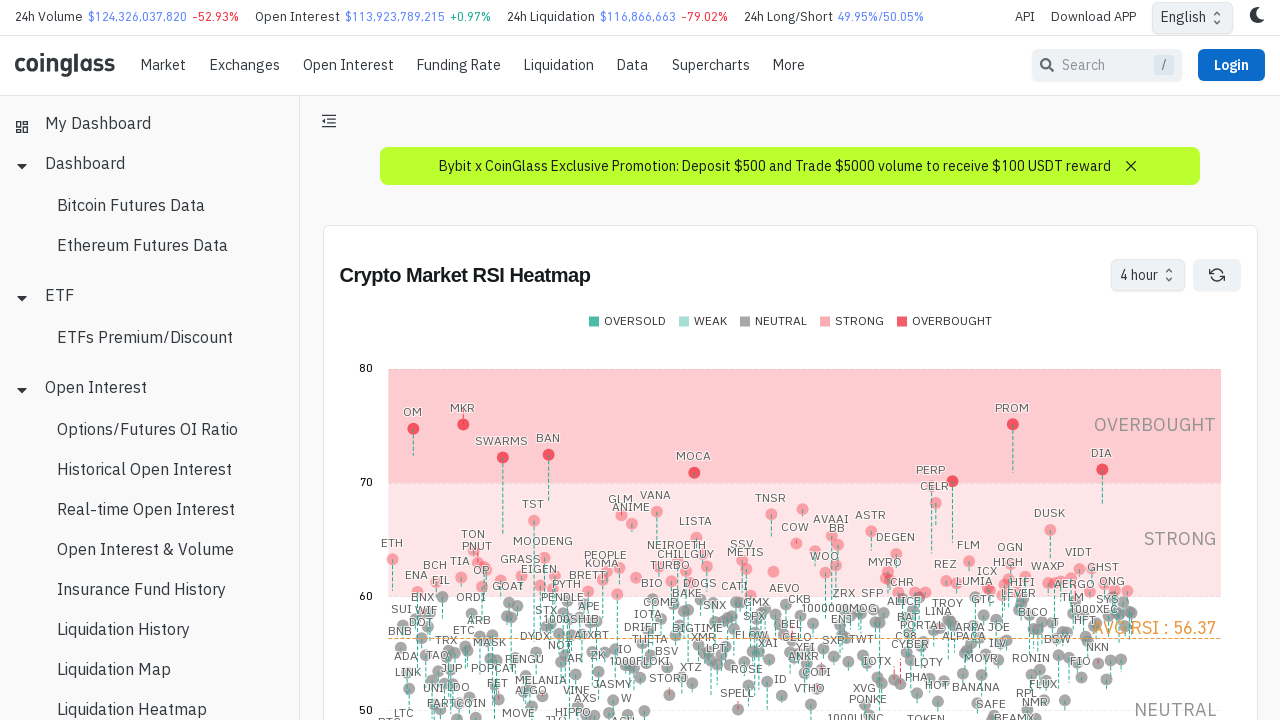 24h Volume $124,326,037,820 -52.93% Open Interest $113,923,789,215 +0.97% 24h Liquidation $116,866,663 -79.02% 24h Long/Short 49.95%/50.05% API Download APP English
coinglass Market Exchanges Open Interest Funding Rate Liquidation Data Supercharts More Search / Login
My Dashboard
Dashboard
Bitcoin Futures Data
Ethereum Futures Data
ETF
ETFs Premium/Discount
Open Interest
Options/Futures OI Ratio
Historical Open Interest
Real-time Open Interest
Open Interest & Volume
Insurance Fund History
Liquidation History
Liquidation Map
Liquidation Heatmap
Bybit x CoinGlass Exclusive Promotion: Deposit $500 and Trade $5000 volume to receive $100 USDT reward
Crypto Market RSI Heatmap 4 hour
OVERSOLD WEAK NEUTRAL STRONG OVERBOUGHT
80
OM MKR PROM
OVERBOUGHT
SWARMS BAN
MOCA DIA
PERP
70
CELR
GLM VANA TNSR
ANIME
TST
LISTA COW AVAAI ASTR DUSK
BB
TON DEGEN
STRONG
ETH PNUT MOODENG NEIROETH SSV FLM OGN
METIS VIDT
BCH TIA GRASS PEOPLE CHILLGUY WOO MYRO REZ HIGH
OP EIGEN KOMA TURBO WAXP GHST
ENA FIL GOAT PYTH BRETT BIO DOGS CATI AEVO CHR LUMIA ICX HIFI AERGO ONG
60
BNX ORDI PENDLE BAKE CKB ZRX SFP ALICE TROY GTC LEVER TLM SYS
SUI WIF STX APE COMP SNX GMX 1000000MOG LINA BICO 1000XEC
DOT ARB 1000SHIB IOTA SFX ENJ BAT HFT
BNB ETC DYDX AIXBT DRIFT BIGTIME FLOW BEL PORTAL ARPA JOE
AVG RSI : 56.37
TRX MASK NOT THETA XMR XAI CELO SXP TWT C98 ALPACA ILV BSW
ADA TAO ZK IO BSV LPT YFI CYBER NKN
JUP PENGU AR 1000FLOKI ANKR IOTX LQTY MOVR RONIN FIO
LINK POPCAT XTZ ROSE COTI
UNI LDO FET MELANIA JASMY STORJ ID PHA HOT BANANA FLUX
ALGO VINE SPELL VTHO XVG RPL
FARTCOIN AXS W PONKE SAFE NMR
LTC MOVE HIPPO 1000LUNC TOKEN BEAMX
50
NEUTRAL